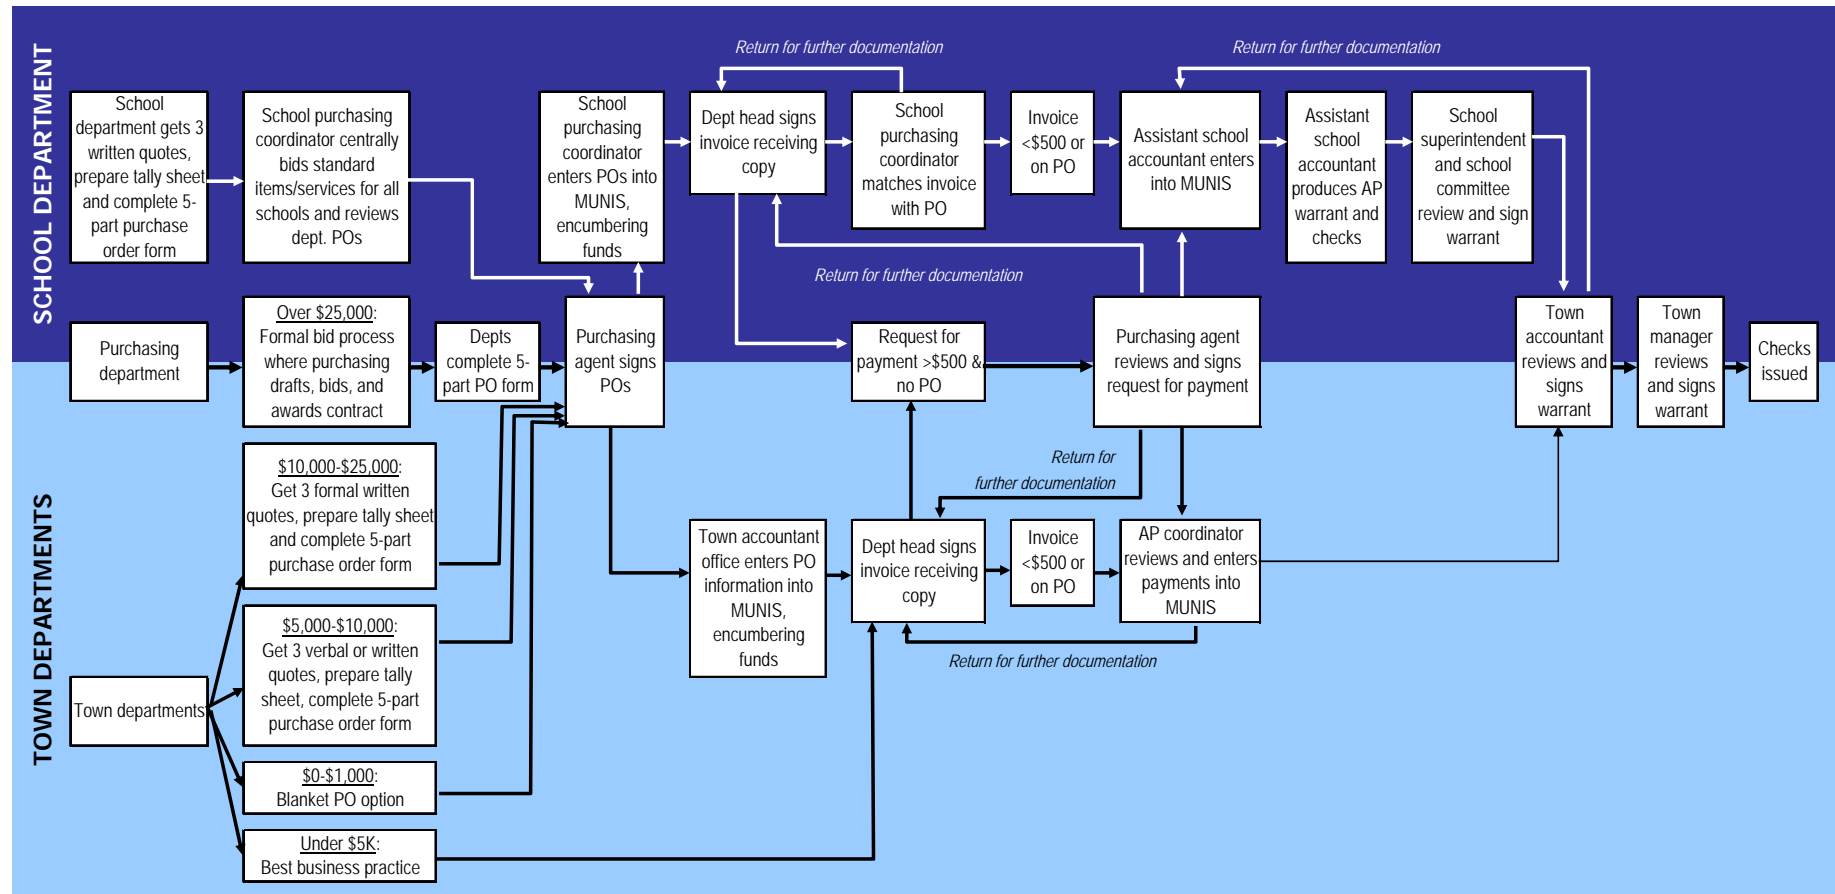 SCHOOL DEPARTMENT
Return for further documentation
Return for further documentation
School
department gets 3
written quotes,
prepare tally sheet
and complete 5-
part purchase
order form
School purchasing
coordinator centrally
bids standard
items/services for all
schools and reviews
dept. POs
School
purchasing
coordinator
enters POs into
MUNIS,
encumbering
funds
Dept head signs
invoice receiving
copy
School
purchasing
coordinator
matches invoice
with PO
Invoice
<$500 or
on PO
Assistant school
accountant enters
into MUNIS
Assistant
school
accountant
produces AP
warrant and
checks
School
superintendent
and school
committee
review and sign
warrant
Return for further documentation
Purchasing
department
Over $25,000:
Formal bid process
where purchasing
drafts, bids, and
awards contract
Depts
complete 5-
part PO form
Purchasing
agent signs
POs
Request for
payment >$500 &
no PO
Purchasing agent
reviews and signs
request for payment
Town
accountant
reviews and
signs
warrant
Town
manager
reviews
and signs
warrant
Checks
issued
TOWN DEPARTMENTS
$10,000-$25,000:
Get 3 formal written
quotes, prepare tally sheet
and complete 5-part
purchase order form
Return for
further documentation
Town accountant
office enters PO
information into
MUNIS,
encumbering
funds
Dept head signs
invoice receiving
copy
Invoice
<$500 or
on PO
AP coordinator
reviews and enters
payments into
MUNIS
Return for further documentation
$5,000-$10,000:
Get 3 verbal or written
quotes, prepare tally
sheet, complete 5-part
purchase order form
Town departments
$0-$1,000:
Blanket PO option
Under $5K:
Best business practice